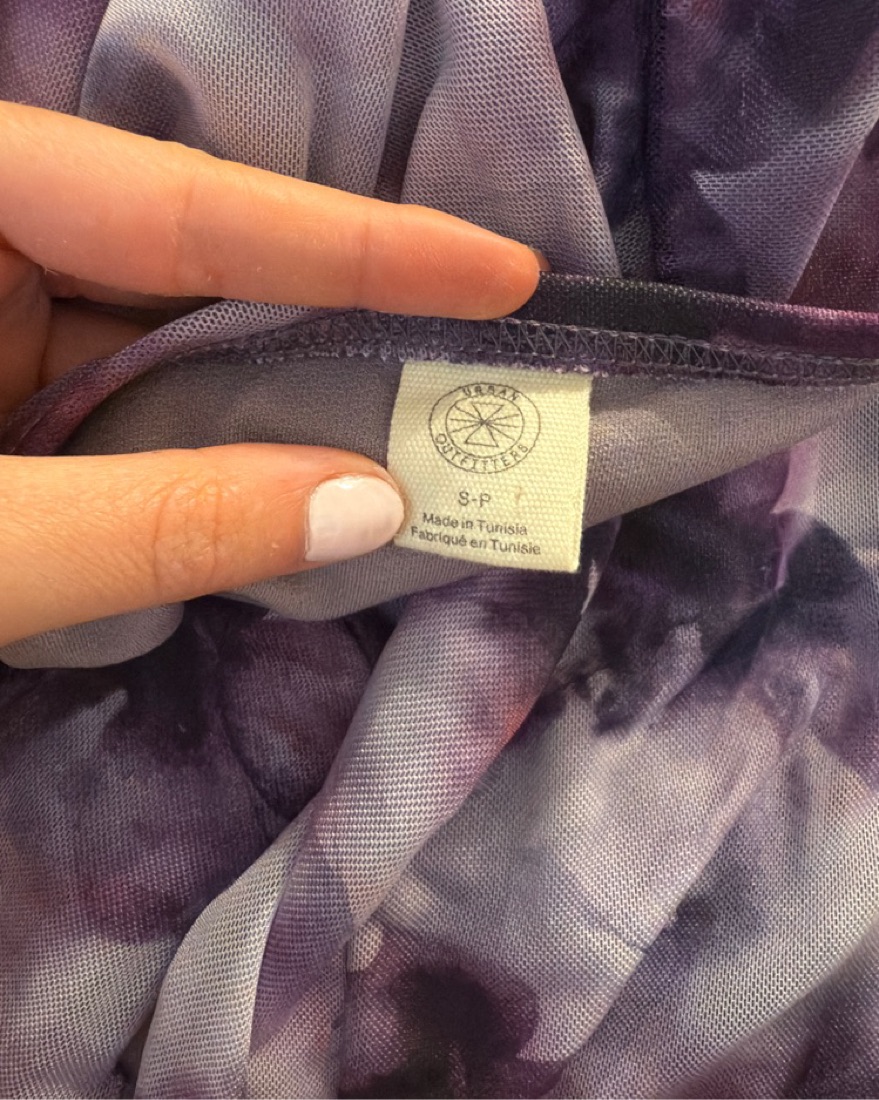 URBAN
OUTFITTERS
S-P
Made in Tunisia
Fabriqué en Tunisie